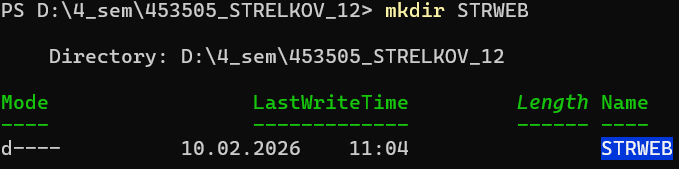 PS D:\4_sem\453505_STRELKOV_12> mkdir STRWEB
Directory: D:\4_sem\453505_STRELKOV_12
Mode LastWriteTime Length Name
---- ------------- ------ ----
d---- 10.02.2026 11:04 STRWEB